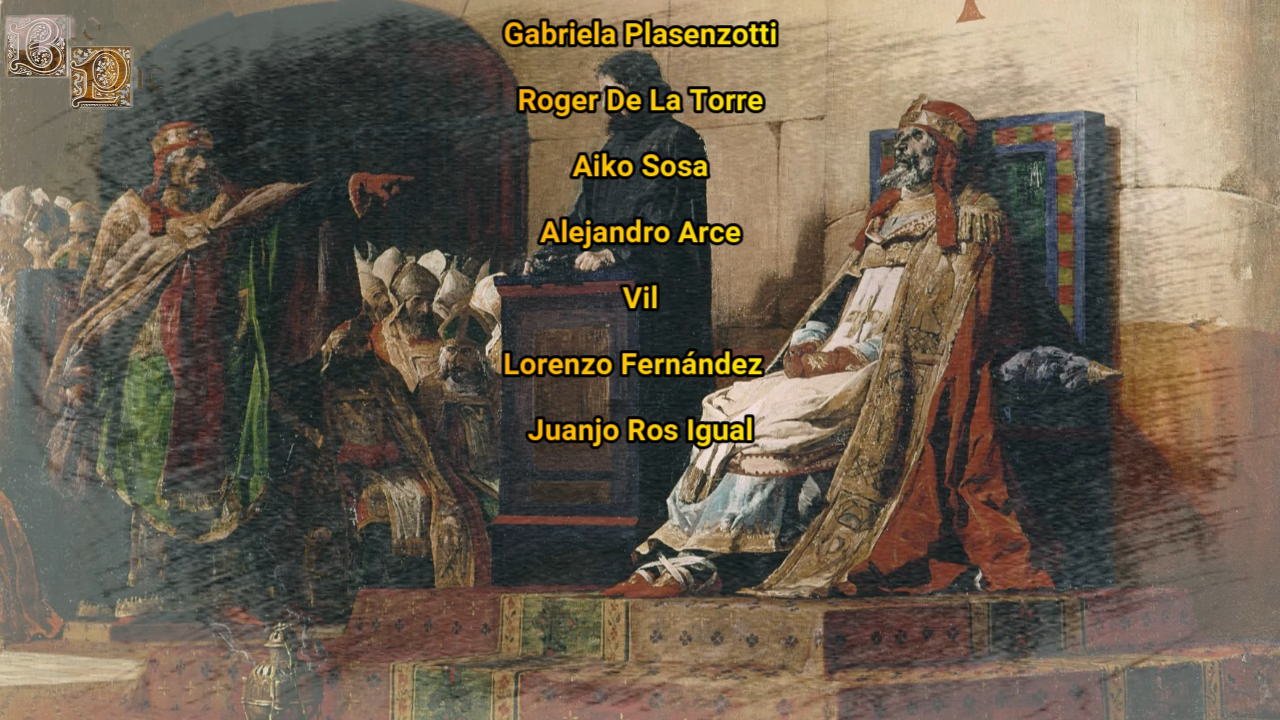 B
P
Gabriela Plasenzotti
Roger De La Torre
Aiko Sosa
Alejandro Arce
Vil
Lorenzo Fernández
Juanjo Ros Igual